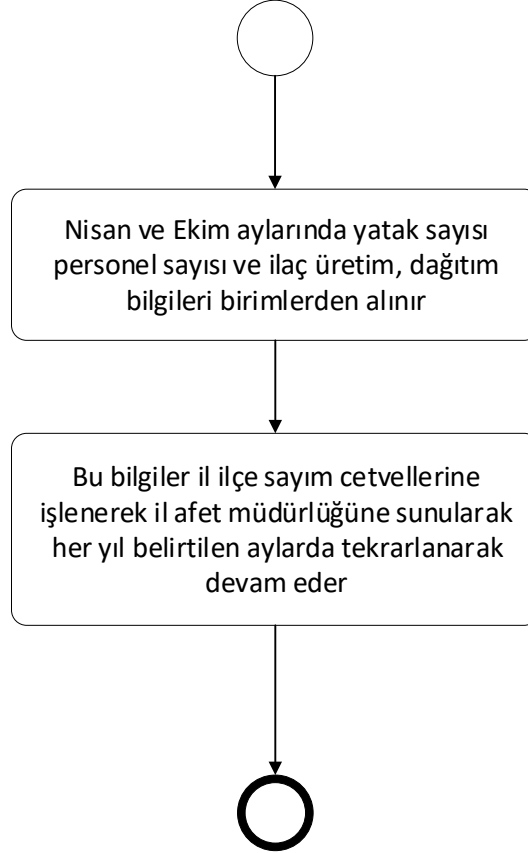 Nisan ve Ekim aylarında yatak sayısı
personel sayısı ve ilaç üretim, dağıtım
bilgileri birimlerden alınır
Bu bilgiler il ilçe sayım cetvellerine
işlenerek il afet müdürlüğüne sunularak
her yıl belirtilen aylarda tekrarlanarak
devam eder